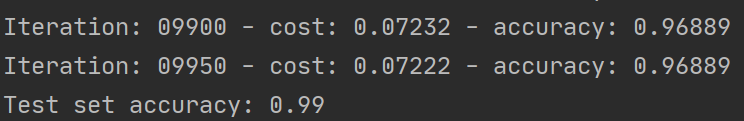 Iteration: 09900 - cost: 0.07232 - accuracy: 0.96889
Iteration: 09950 - cost: 0.07222 - accuracy: 0.96889
Test set accuracy: 0.99